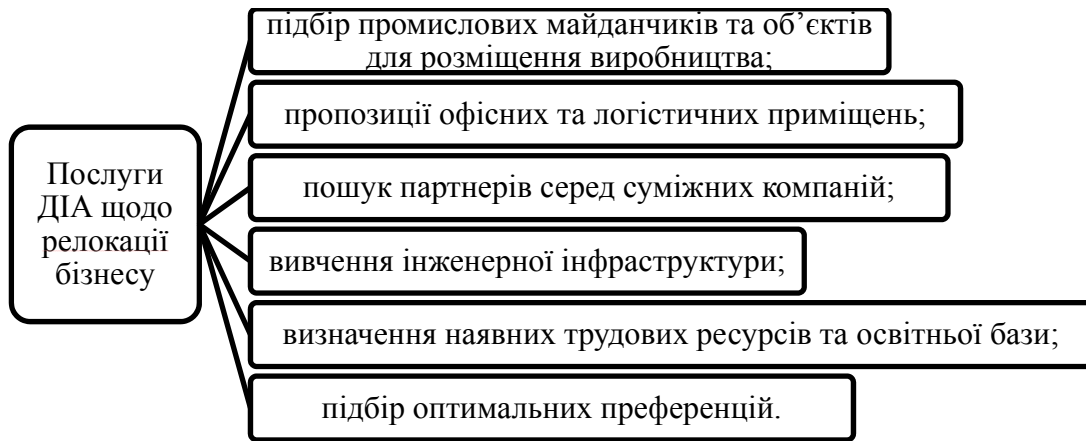 підбір промислових майданчиків та об’єктів
для розміщення виробництва;
пропозиції офісних та логістичних приміщень;
Послуги
ДІА щодо
релокації
бізнесу
пошук партнерів серед суміжних компаній;
вивчення інженерної інфраструктури;
визначення наявних трудових ресурсів та освітньої бази;
підбір оптимальних преференцій.